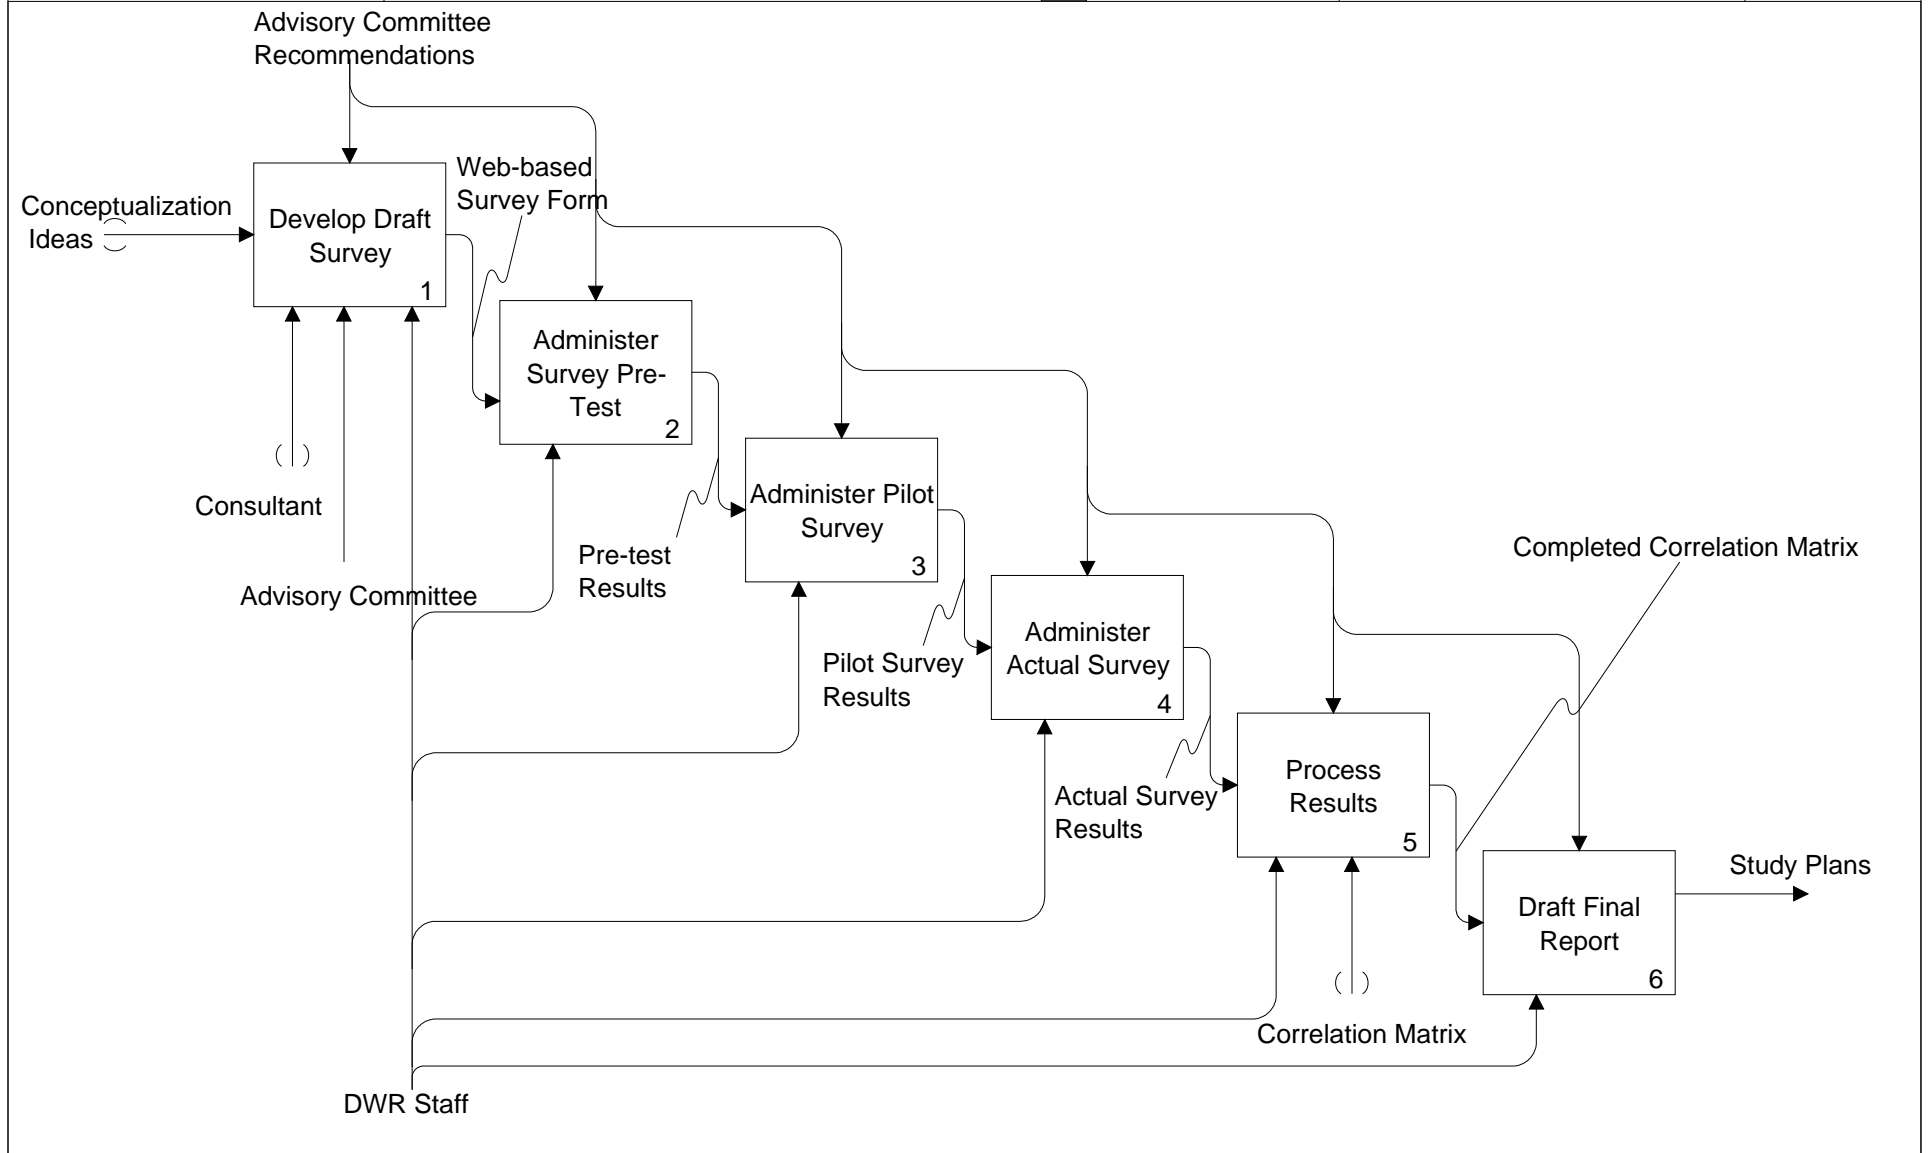 Advisory Committee
Recommendations
Web-based
Survey Form
Conceptualization
Ideas
Develop Draft
Survey
1
Administer
Survey Pre-
Test
2
Consultant
Administer Pilot
Survey
3
Pre-test
Results
Completed Correlation Matrix
Advisory Committee
Administer
Actual Survey
4
Pilot Survey
Results
Process
Results
5
Actual Survey
Results
Study Plans
Draft Final
Report
6
Correlation Matrix
DWR Staff